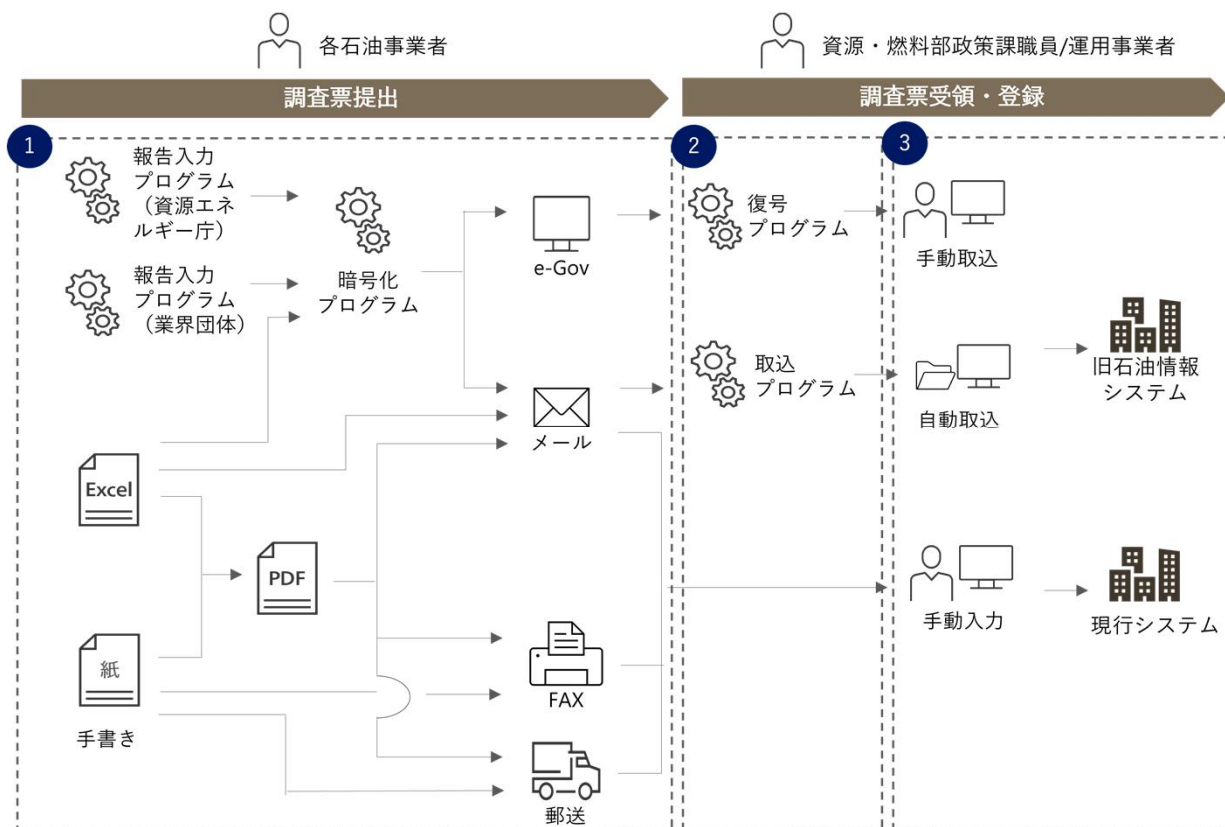 各石油事業者
資源・燃料部政策課職員/運用事業者
調査票提出
調査票受領・登録
1
報告入力
プログラム
（資源エネ
ルギー庁）
報告入力
プログラム
（業界団体）
暗号化
プログラム
e-Gov
メール
Excel
PDF
紙
手書き
FAX
郵送
2
復号
プログラム
取込
プログラム
3
手動取込
自動取込
旧石油情報
システム
手動入力
現行システム